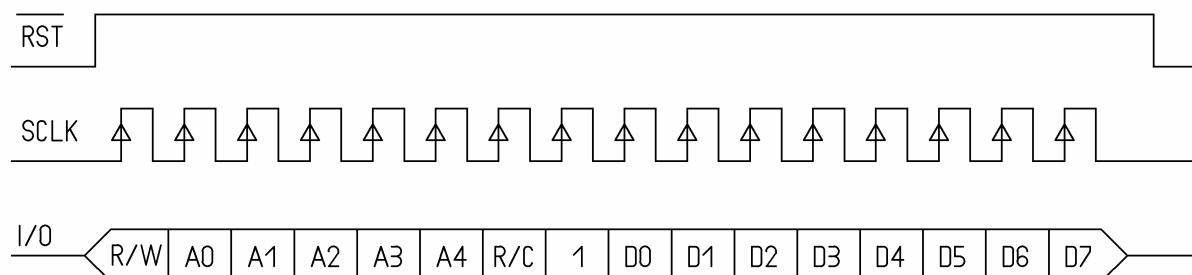 RST
SCLK
I/O
R/W A0 A1 A2 A3 A4 R/C 1 D0 D1 D2 D3 D4 D5 D6 D7